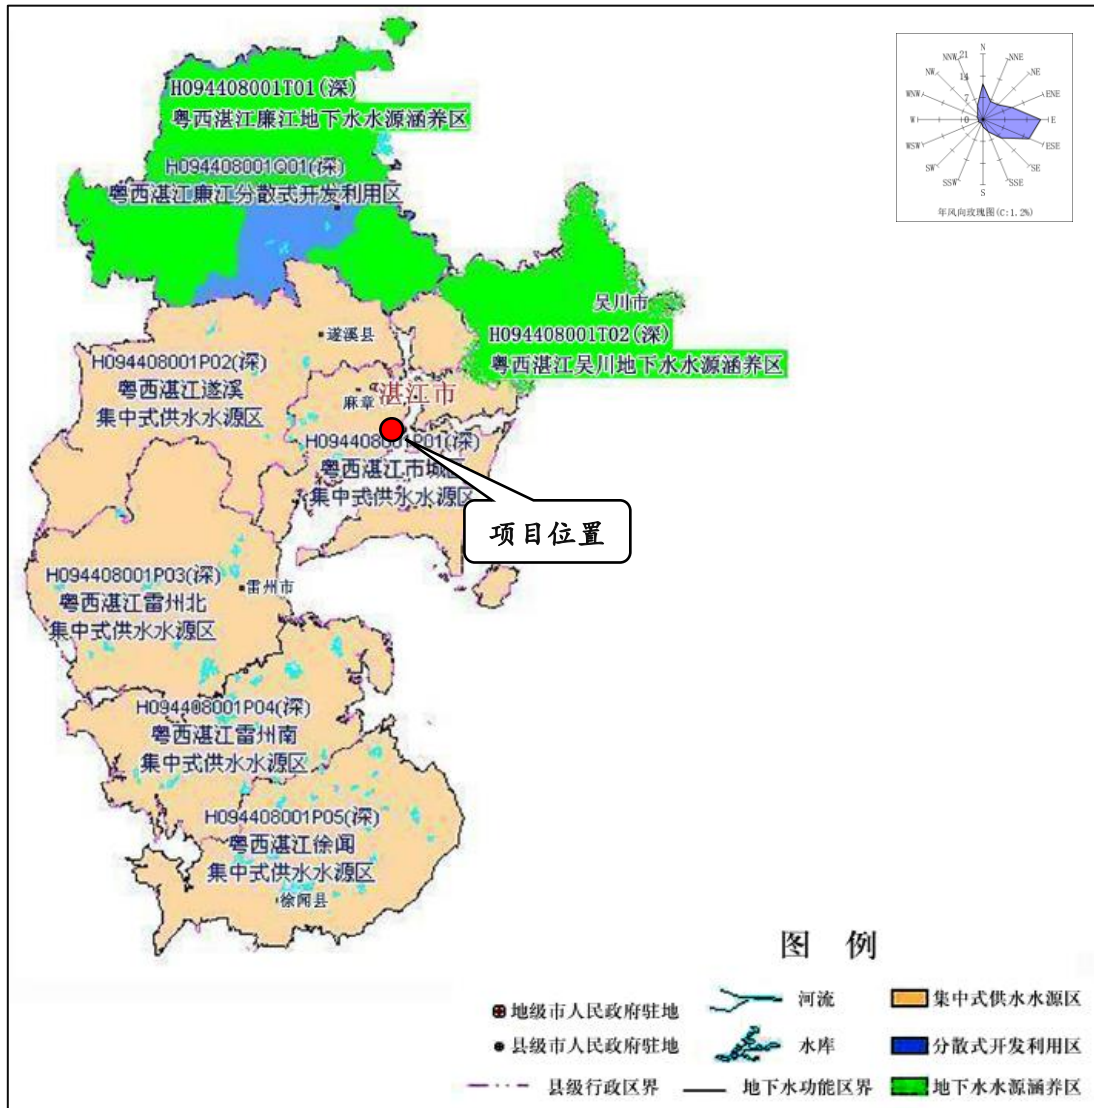 H094408001T01(深)
粤西湛江廉江地下水水源涵养区
H094408001Q01(深)
粤西湛江廉江分散式开发利用区
N
NNE
NE
ENE
E
ESE
SE
SSE
S
SSW
SW
WSW
W
WNW
NW
NNW
21
14
7
0
年风向玫瑰图(C:1.2%)
吴川市
H094408001T02(深)
粤西湛江吴川地下水水源涵养区
遂溪县
H094408001P02(深)
粤西湛江遂溪
集中式供水水源区
麻章
湛江市
H094408001P01(深)
粤西湛江市城区
集中式供水水源区
项目位置
H094408001P03(深)
粤西湛江雷州北
集中式供水水源区
雷州市
H094408001P04(深)
粤西湛江雷州南
集中式供水水源区
H094408001P05(深)
粤西湛江徐闻
集中式供水水源区
徐闻县
图 例
地级市人民政府驻地
河流
集中式供水水源区
县级市人民政府驻地
水库
分散式开发利用区
县级行政区界
地下水功能区界
地下水水源涵养区